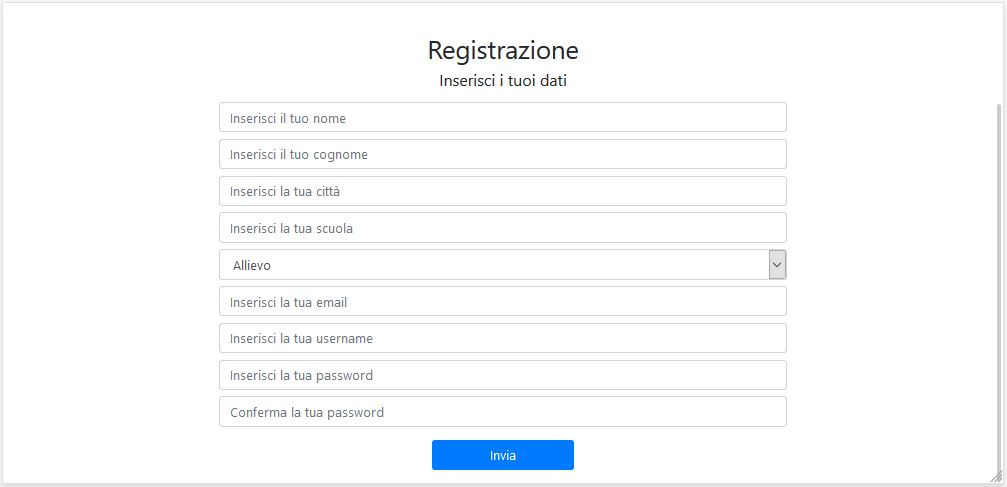 Registrazione
Inserisci i tuoi dati
Inserisci il tuo nome
Inserisci il tuo cognome
Inserisci la tua città
Inserisci la tua scuola
Allievo
Inserisci la tua email
Inserisci la tua username
Inserisci la tua password
Conferma la tua password
Invia